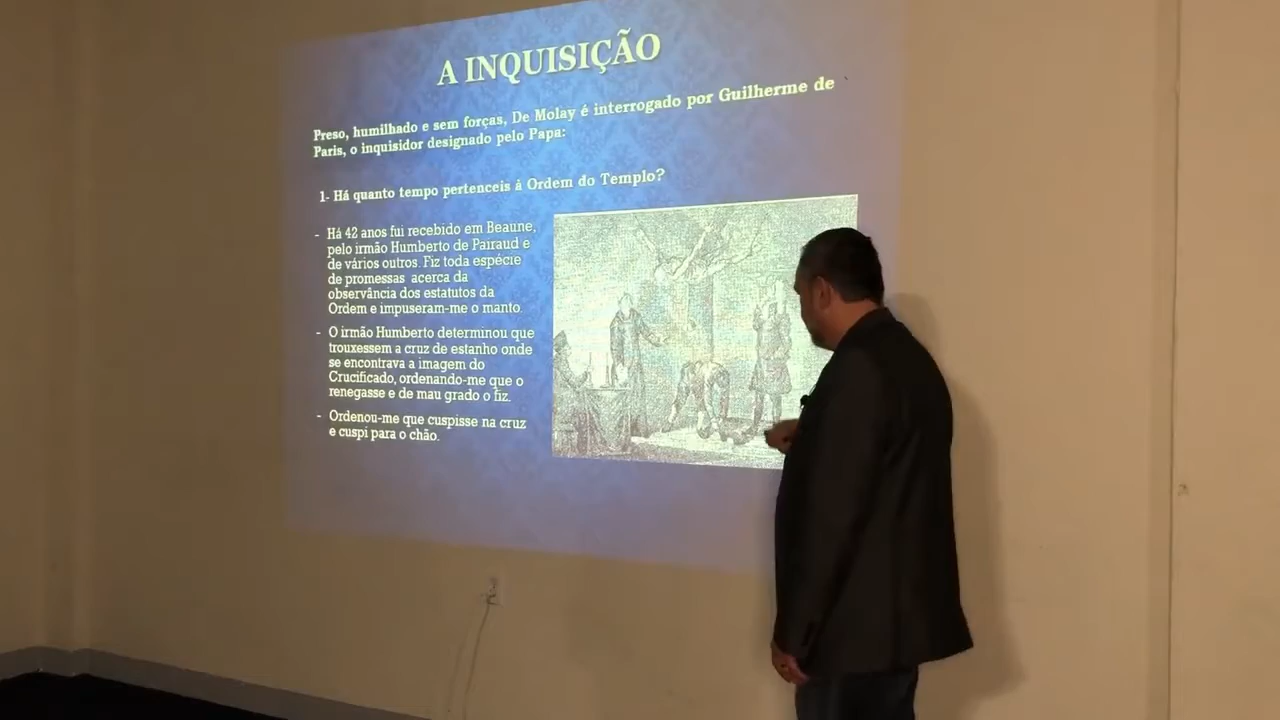 A INQUISIÇÃO
Preso, humilhado e sem forças, De Molay é interrogado por Guilherme de
Paris, o inquisidor designado pelo Papa:
1- Há quanto tempo pertenceis à Ordem do Templo?
- Há 42 anos fui recebido em Beaune,
pelo irmão Humberto de Pairaud e
de vários outros. Fiz toda espécie
de promessas acerca da
observância dos estatutos da
Ordem e impuseram-me o manto.
- O irmão Humberto determinou que
trouxessem a cruz de estanho onde
se encontrava a imagem do
Crucificado, ordenando-me que o
renegasse e de mau grado o fiz.
- Ordenou-me que cuspisse na cruz
e cuspi para o chão.